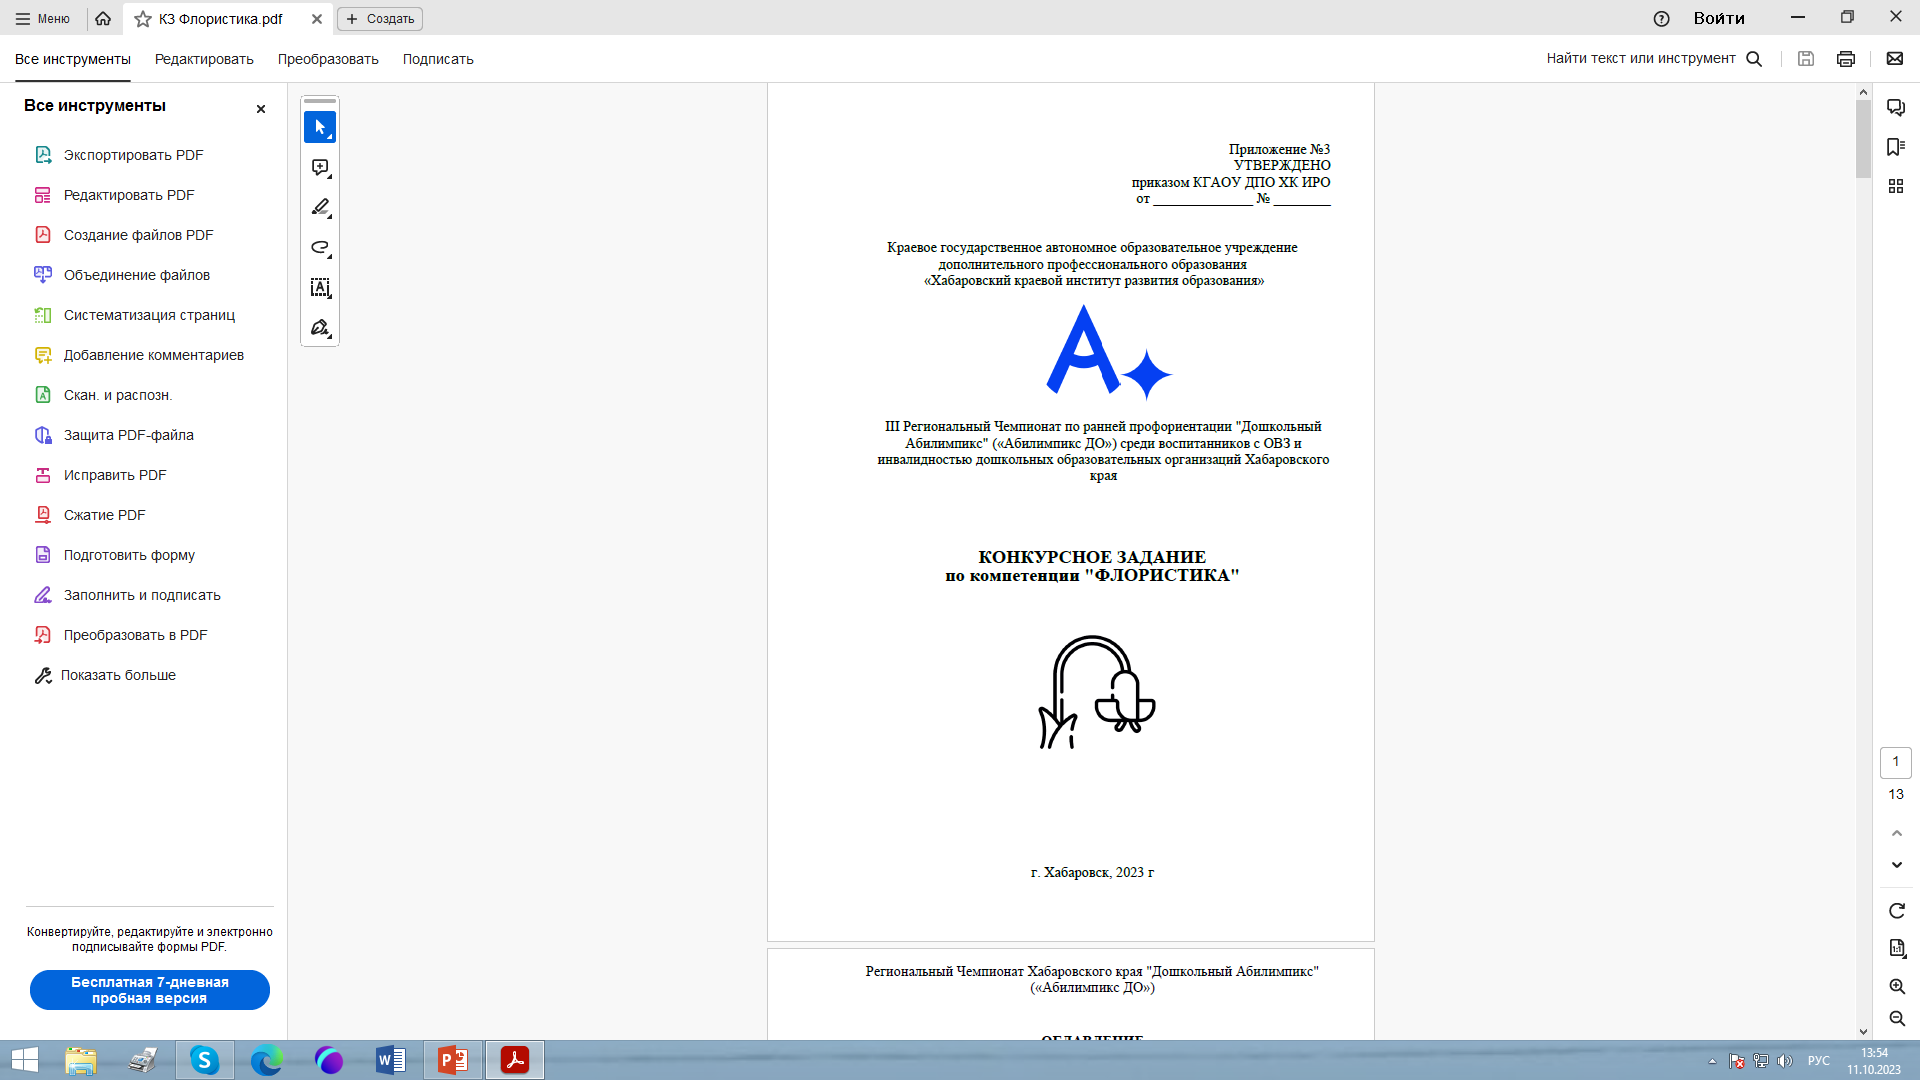 Меню
КЗ Флористика.pdf
Создать
Войти
Все инструменты
Редактировать
Преобразовать
Подписать
Найти текст или инструмент
Все инструменты
Экспортировать PDF
Редактировать PDF
Создание файлов PDF
Объединение файлов
Систематизация страниц
Добавление комментариев
Скан. и распозн.
Защита PDF-файла
Исправить PDF
Сжатие PDF
Подготовить форму
Заполнить и подписать
Преобразовать в PDF
Показать больше
Конвертируйте, редактируйте и электронно
подписывайте формы PDF.
Бесплатная 7-дневная
пробная версия
Приложение №3
УТВЕРЖДЕНО
приказом КГАОУ ДПО ХК ИРО
от ______________ № ________
Краевое государственное автономное образовательное учреждение
дополнительного профессионального образования
«Хабаровский краевой институт развития образования»
III Региональный Чемпионат по ранней профориентации "Дошкольный
Абилимпикс" («Абилимпикс ДО») среди воспитанников с ОВЗ и
инвалидностью дошкольных образовательных организаций Хабаровского
края
КОНКУРСНОЕ ЗАДАНИЕ
по компетенции "ФЛОРИСТИКА"
г. Хабаровск, 2023 г
Региональный Чемпионат Хабаровского края "Дошкольный Абилимпикс"
(«Абилимпикс ДО»)
ОГЛАВЛЕНИЕ
1
13
РУС
13:54
11.10.2023